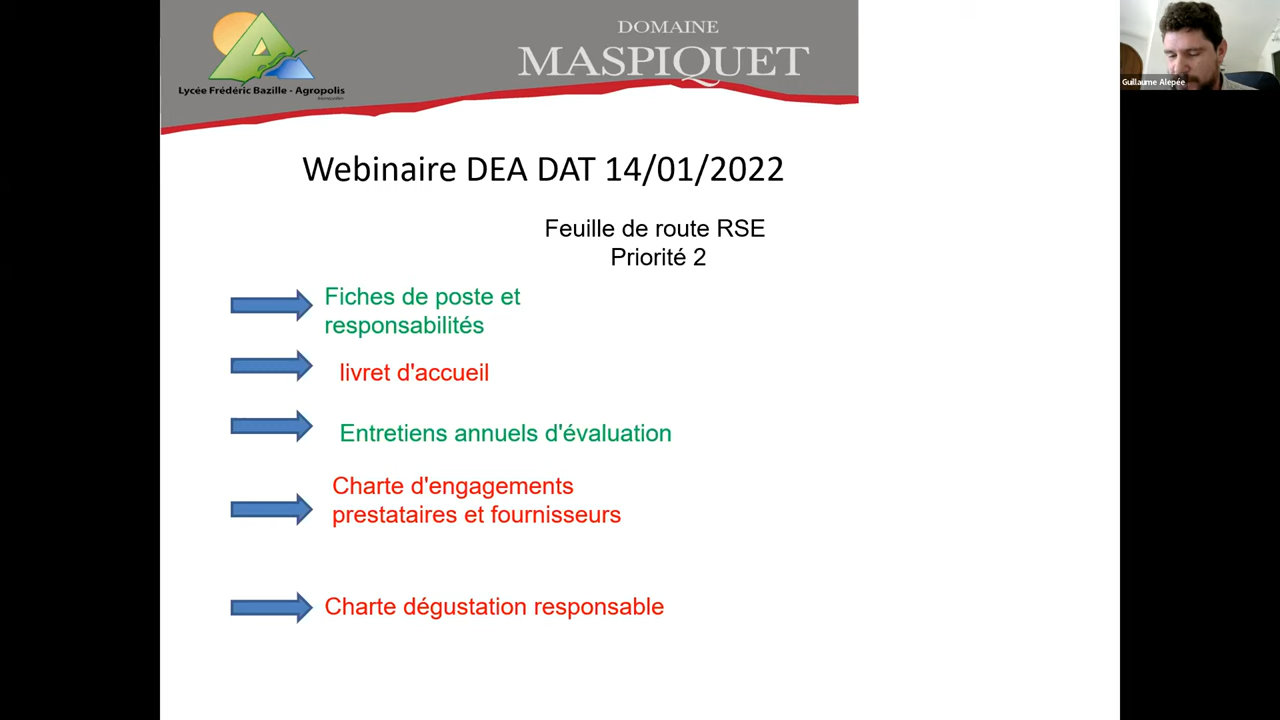 Lycée Frédéric Bazille - Agropolis
DOMAINE
MASPIQUET
Guillaume Alepée
Webinaire DEA DAT 14/01/2022
Feuille de route RSE
Priorité 2
Fiches de poste et
responsabilités
livret d'accueil
Entretiens annuels d'évaluation
Charte d'engagements
prestataires et fournisseurs
Charte dégustation responsable